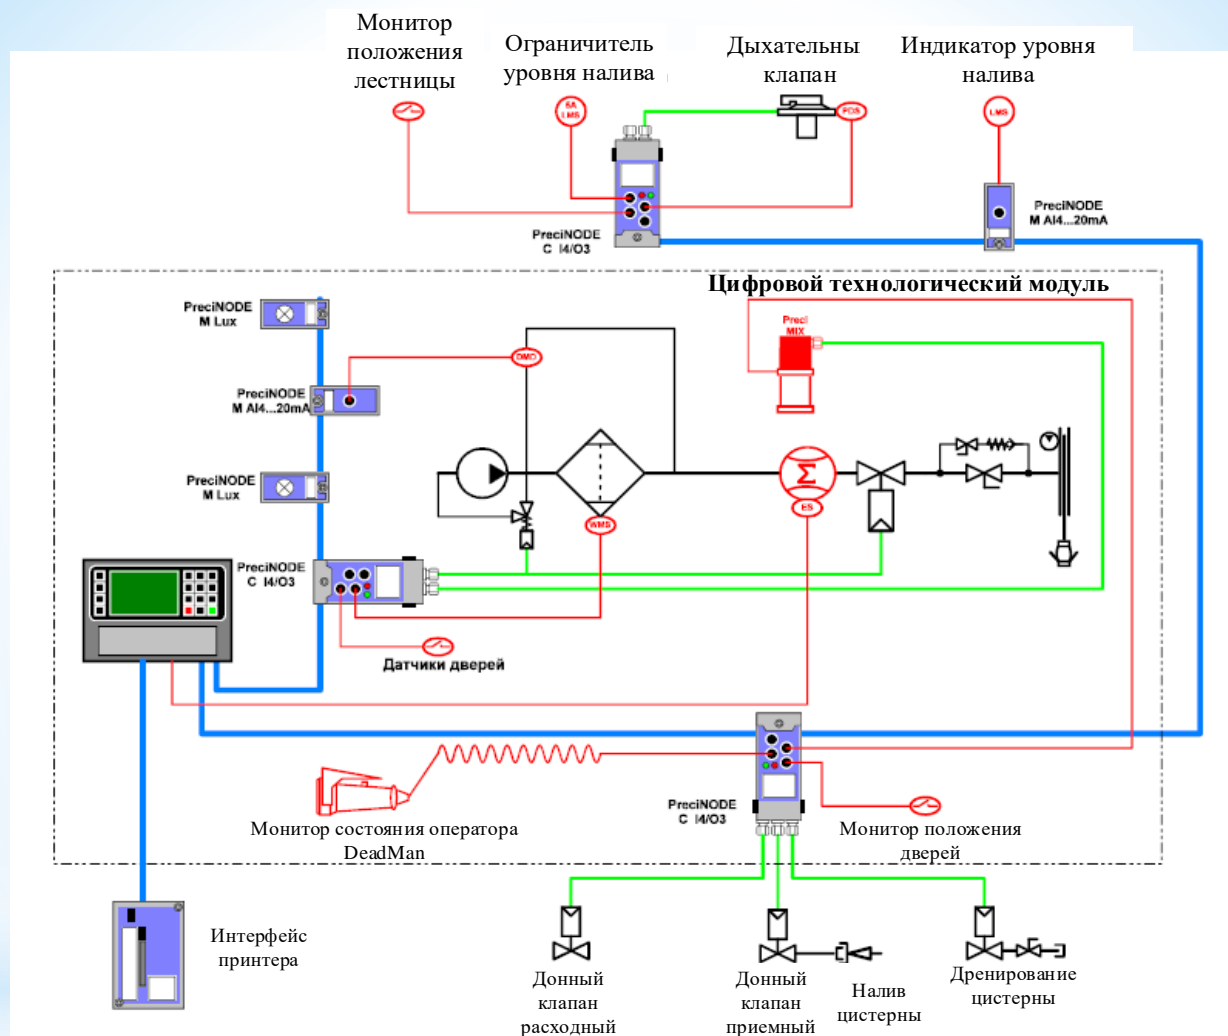 Монитор
положения
лестницы
Ограничитель
уровня налива
Дыхательны
клапан
Индикатор уровня
налива
SA
LMS
POS
LMS
PreciNODE
C I4/O3
PreciNODE
M AI4...20mA
Цифровой технологический модуль
PreciNODE
M Lux
DMD
Preci
MIX
PreciNODE
M AI4...20mA
PreciNODE
M Lux
Σ
ES
WMS
PreciNODE
C I4/O3
Датчики дверей
PreciNODE
C I4/O3
Монитор состояния оператора
DeadMan
Монитор положения
дверей
Интерфейс
принтера
Донный
клапан
расходный
Донный
клапан
приемный
Налив
цистерны
Дренирование
цистерны